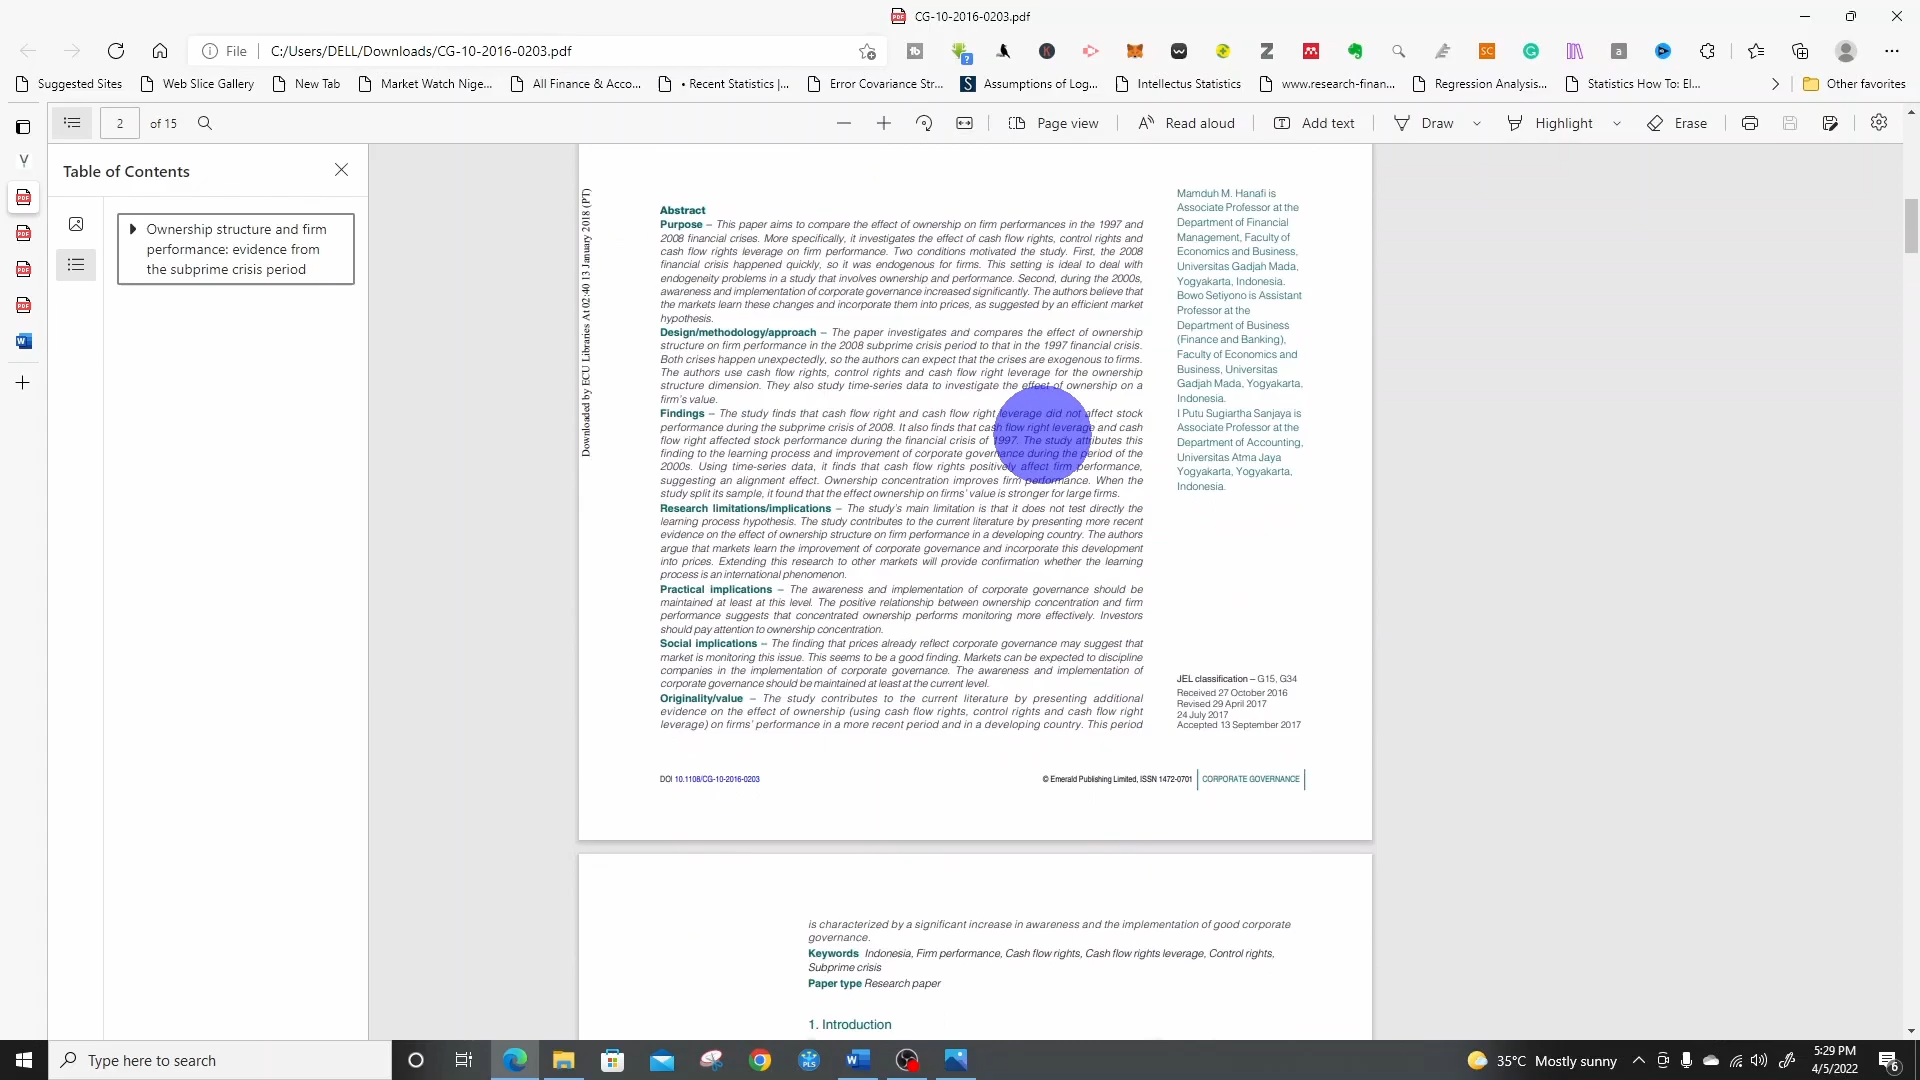 CG-10-2016-0203.pdf
File
C:/Users/DELL/Downloads/CG-10-2016-0203.pdf
Suggested Sites
Web Slice Gallery
New Tab
Market Watch Nige...
All Finance & Acco...
• Recent Statistics |...
Error Covariance Str...
Assumptions of Log...
Intellectus Statistics
www.research-finan...
Regression Analysis...
Statistics How To: El...
Other favorites
2 of 15
Page view
Read aloud
Add text
Draw
Highlight
Erase
Table of Contents
Ownership structure and firm
performance: evidence from
the subprime crisis period
Downloaded by ECU Libraries At 02:40 13 January 2018 (PT)
Abstract
Purpose – This paper aims to compare the effect of ownership on firm performances in the 1997 and
2008 financial crises. More specifically, it investigates the effect of cash flow rights, control rights and
cash flow rights leverage on firm performance. Two conditions motivated the study. First, the 2008
financial crisis happened quickly, so it was endogenous for firms. This setting is ideal to deal with
endogeneity problems in a study that involves ownership and performance. Second, during the 2000s,
awareness and implementation of corporate governance increased significantly. The authors believe that
the markets learn these changes and incorporate them into prices, as suggested by an efficient market
hypothesis.
Design/methodology/approach – The paper investigates and compares the effect of ownership
structure on firm performance in the 2008 subprime crisis period to that in the 1997 financial crisis.
Both crises happen unexpectedly, so the authors can expect that the crises are exogenous to firms.
The authors use cash flow rights, control rights and cash flow right leverage for the ownership
structure dimension. They also study time-series data to investigate the effect of ownership on a
firm's value.
Findings – The study finds that cash flow right and cash flow right leverage did not affect stock
performance during the subprime crisis of 2008. It also finds that cash flow right leverage and cash
flow right affected stock performance during the financial crisis of 1997. The study attributes this
finding to the learning process and improvement of corporate governance during the period of the
2000s. Using time-series data, it finds that cash flow rights positively affect firm performance,
suggesting an alignment effect. Ownership concentration improves firm performance. When the
study split its sample, it found that the effect ownership on firms' value is stronger for large firms.
Research limitations/implications – The study's main limitation is that it does not test directly the
learning process hypothesis. The study contributes to the current literature by presenting more recent
evidence on the effect of ownership structure on firm performance in a developing country. The authors
argue that markets learn the improvement of corporate governance and incorporate this development
into prices. Extending this research to other markets will provide confirmation whether the learning
process is an international phenomenon.
Practical implications – The awareness and implementation of corporate governance should be
maintained at least at this level. The positive relationship between ownership concentration and firm
performance suggests that concentrated ownership performs monitoring more effectively. Investors
should pay attention to ownership concentration.
Social implications – The finding that prices already reflect corporate governance may suggest that
market is monitoring this issue. This seems to be a good finding. Markets can be expected to discipline
companies in the implementation of corporate governance. The awareness and implementation of
corporate governance should be maintained at least at the current level.
Originality/value – The study contributes to the current literature by presenting additional
evidence on the effect of ownership (using cash flow rights, control rights and cash flow right
leverage) on firms' performance in a more recent period and in a developing country. This period
Mamduh M. Hanafi is
Associate Professor at the
Department of Financial
Management, Faculty of
Economics and Business,
Universitas Gadjah Mada,
Yogyakarta, Indonesia.
Bowo Setiyono is Assistant
Professor at the
Department of Business
(Finance and Banking),
Faculty of Economics and
Business, Universitas
Gadjah Mada, Yogyakarta,
Indonesia.
I Putu Sugiartha Sanjaya is
Associate Professor at the
Department of Accounting,
Universitas Atma Jaya
Yogyakarta, Yogyakarta,
Indonesia.
JEL classification – G15, G34
Received 27 October 2016
Revised 29 April 2017
24 July 2017
Accepted 13 September 2017
DOI 10.1108/CG-10-2016-0203
© Emerald Publishing Limited, ISSN 1472-0701
CORPORATE GOVERNANCE
is characterized by a significant increase in awareness and the implementation of good corporate
governance.
Keywords Indonesia, Firm performance, Cash flow rights, Cash flow rights leverage, Control rights,
Subprime crisis
Paper type Research paper
1. Introduction
Type here to search
35°C Mostly sunny
5:29 PM
4/5/2022
6